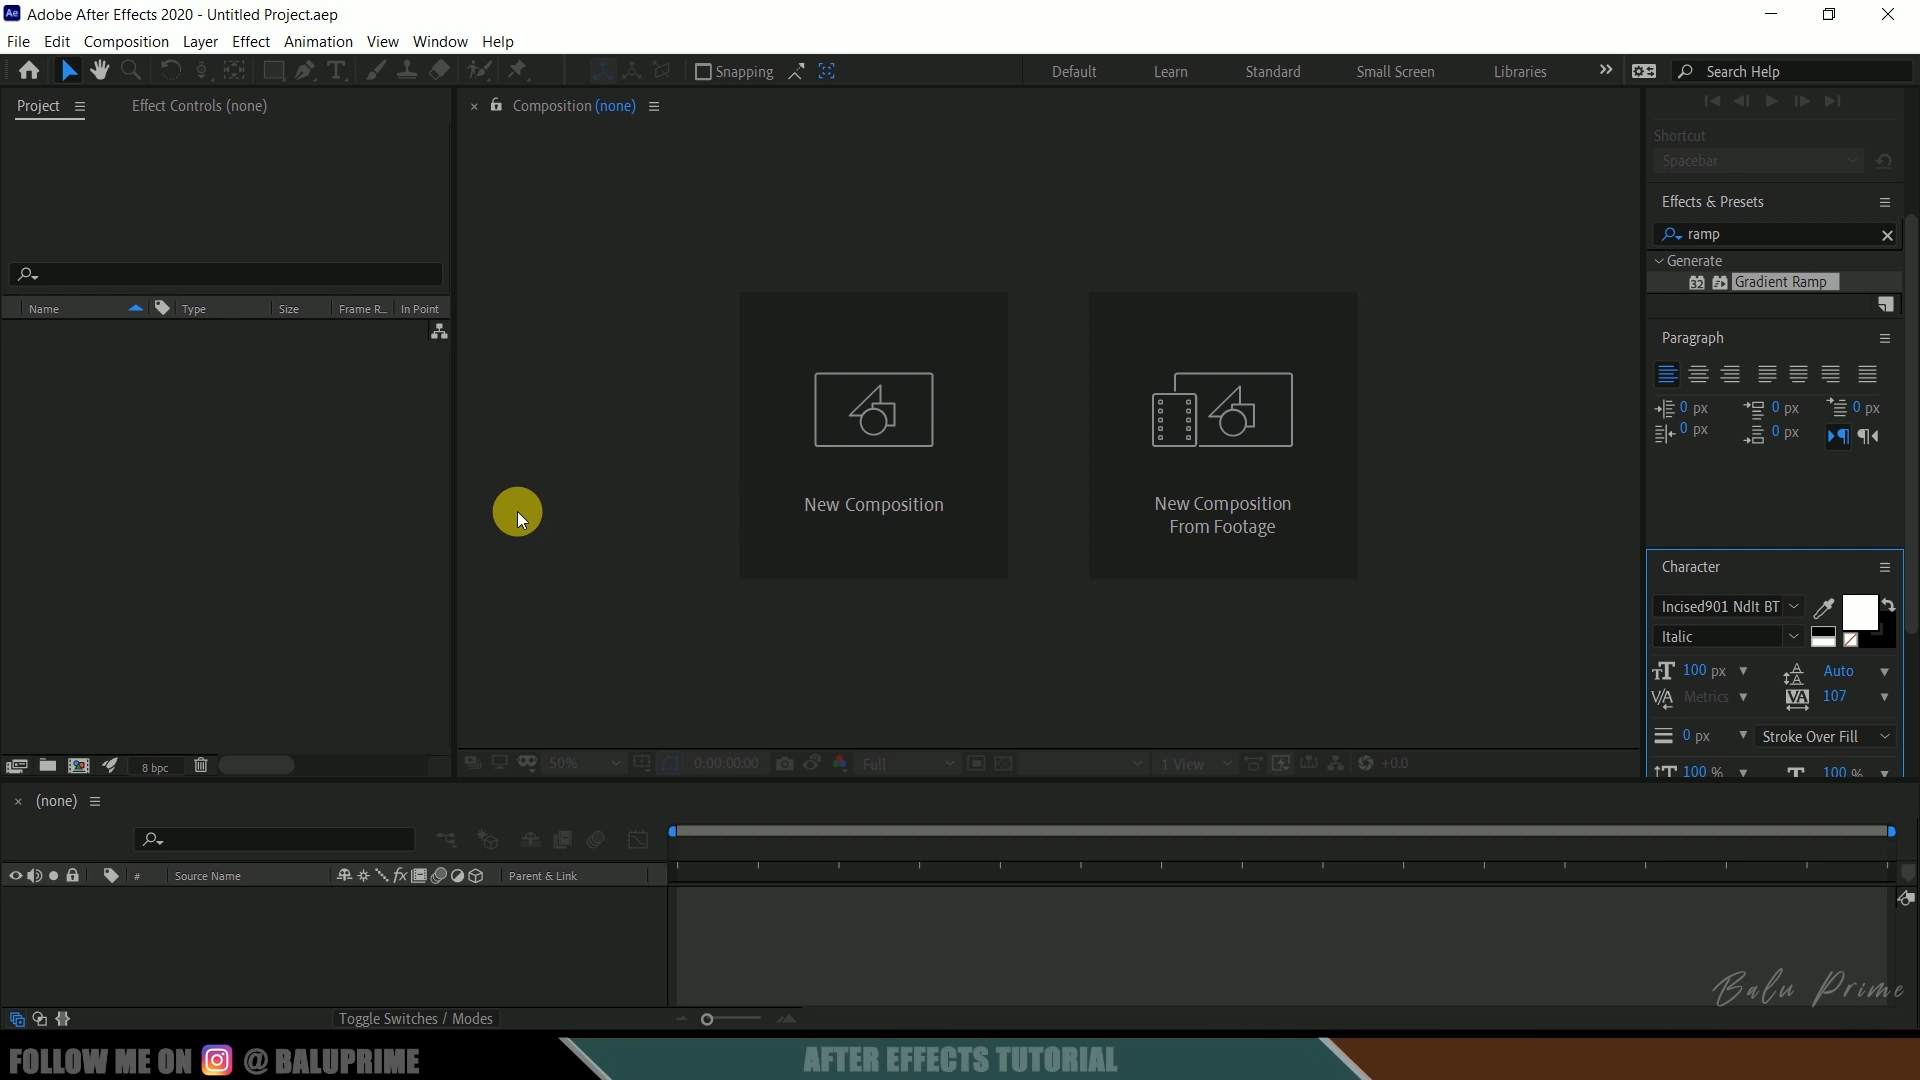 Adobe After Effects 2020 - Untitled Project.aep
File Edit Composition Layer Effect Animation View Window Help
Snapping Default Learn Standard Small Screen Libraries Search Help
Project Effect Controls (none)
Composition (none)
Shortcut
Spacebar
Effects & Presets
ramp
Generate
32 Gradient Ramp
Name Type Size Frame R... In Point
Paragraph
0 px 0 px 0 px
0 px 0 px
New Composition
New Composition
From Footage
Character
Incised901 NdIt BT
Italic
100 px Auto
Metrics 107
0 px Stroke Over Fill
100 % 100 %
8 bpc
50% 0:00:00:00 Full 1 View +0.0
(none)
# Source Name fx Parent & Link
Toggle Switches / Modes
Balu Prime
FOLLOW ME ON @ BALUPRIME
AFTER EFFECTS TUTORIAL